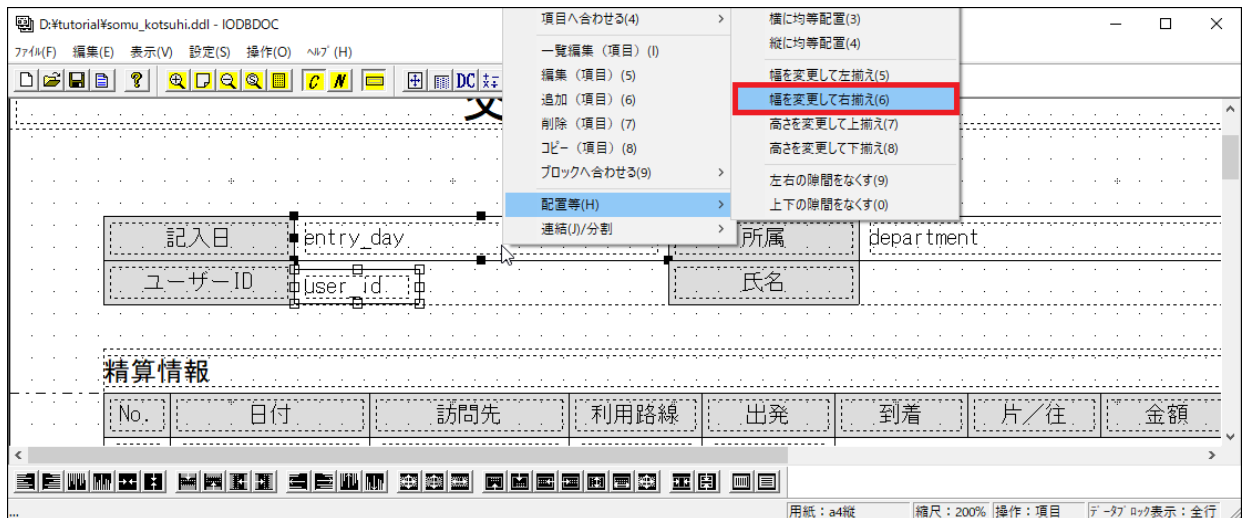 D:¥tutorial¥somu_kotsuhi.ddl - IODBDOC
ﾌｧｲﾙ(F) 編集(E) 表示(V) 設定(S) 操作(O) ﾍﾙﾌﾟ(H)
C N DC
項目へ合わせる(4)
一覧編集（項目）(I)
編集（項目）(5)
追加（項目）(6)
削除（項目）(7)
ｺﾋﾟｰ（項目）(8)
ブロックへ合わせる(9)
配置等(H)
連結(J)/分割
横に均等配置(3)
縦に均等配置(4)
幅を変更して左揃え(5)
幅を変更して右揃え(6)
高さを変更して上揃え(7)
高さを変更して下揃え(8)
左右の隙間をなくす(9)
上下の隙間をなくす(0)
記入日 entry_day 所属 department
ユーザーID user_id 氏名
精算情報
No. 日付 訪問先 利用路線 出発 到着 片／往 金額
... 用紙：a4縦 縮尺：200% 操作：項目 ﾃﾞｰﾀﾌﾞﾛｯｸ表示：全行